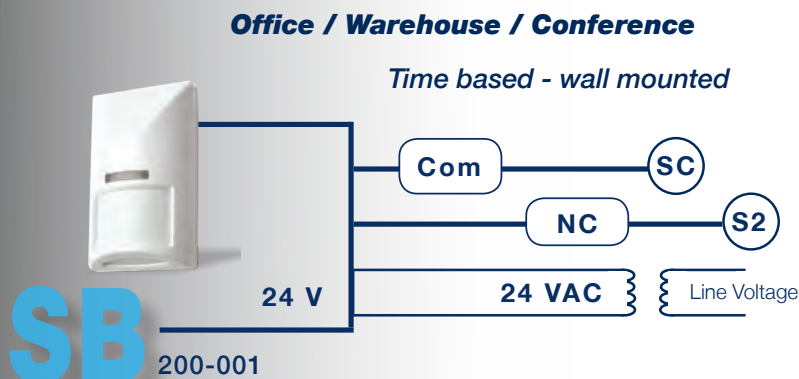 Office / Warehouse / Conference
Time based - wall mounted
Com
SC
NC
S2
24 V
24 VAC
Line Voltage
SB
200-001